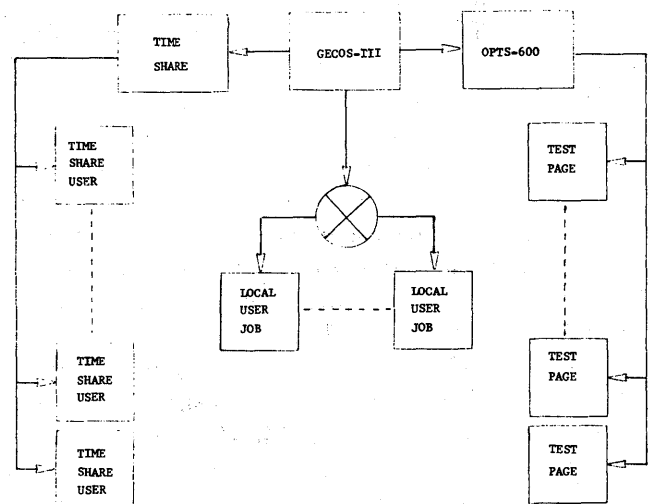 TIME
SHARE
GECOS-III
OPTS-600
TIME
SHARE
USER
TEST
PAGE
LOCAL
USER
JOB
LOCAL
USER
JOB
TIME
SHARE
USER
TEST
PAGE
TIME
SHARE
USER
TEST
PAGE